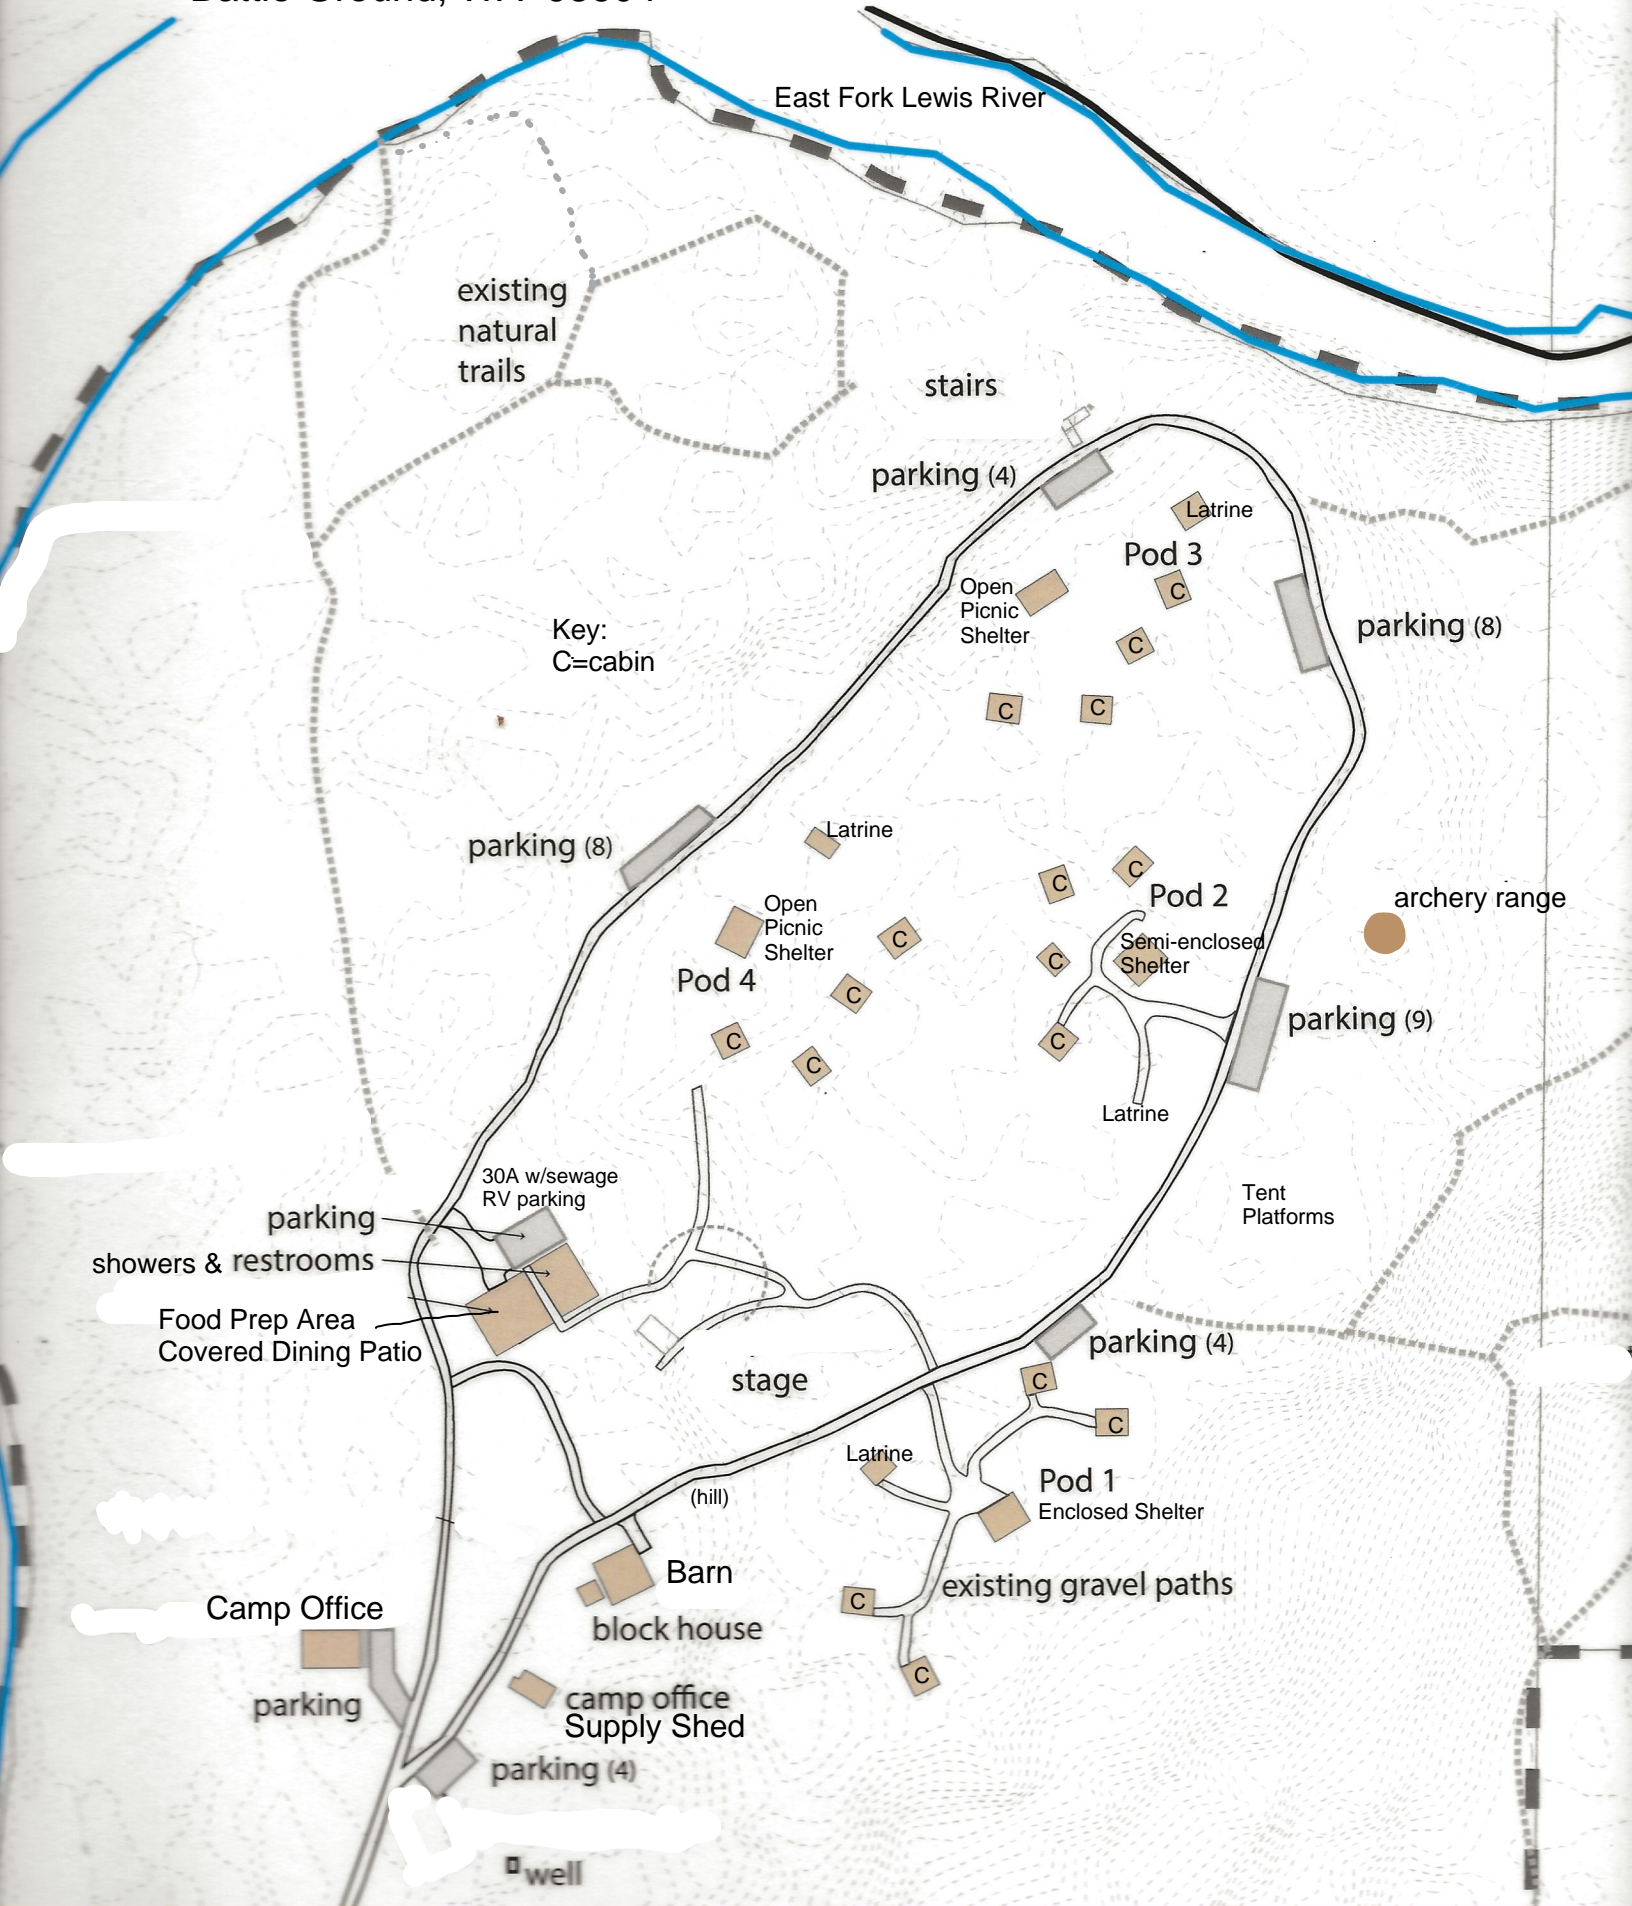 East Fork Lewis River
existing
natural
trails
stairs
parking (4)
Latrine
Pod 3
Open
Picnic
Shelter
C
parking (8)
Key:
C=cabin
C
C
C
parking (8)
Latrine
C
C
Pod 2
archery range
Open
Picnic
Shelter
C
Semi-enclosed
Shelter
C
Pod 4
C
parking (9)
C
C
C
Latrine
30A w/sewage
RV parking
Tent
Platforms
parking
showers & restrooms
Food Prep Area
Covered Dining Patio
parking (4)
stage
C
C
Latrine
Pod 1
(hill)
Enclosed Shelter
Barn
existing gravel paths
C
Camp Office
block house
C
parking
camp office
Supply Shed
parking (4)
well